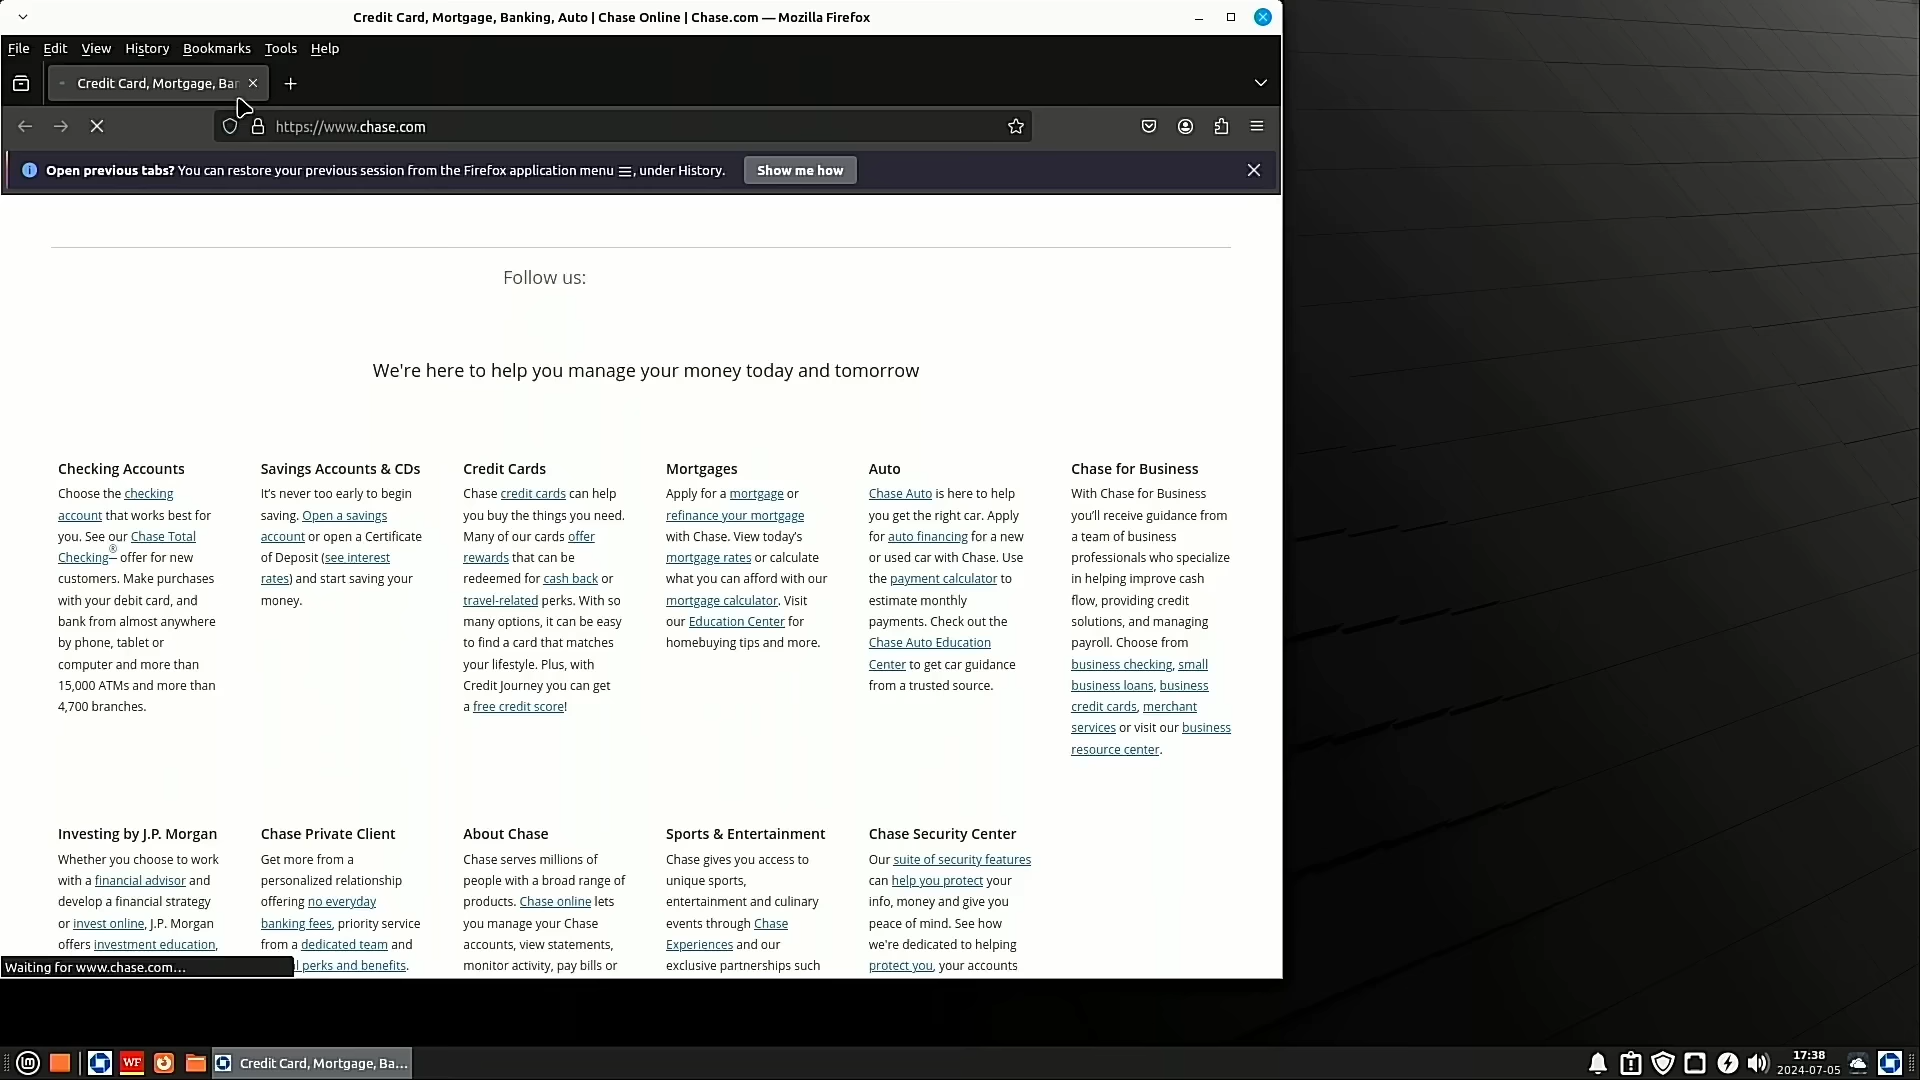 Credit Card, Mortgage, Banking, Auto | Chase Online | Chase.com — Mozilla Firefox
File Edit View History Bookmarks Tools Help
Credit Card, Mortgage, Ban
https://www.chase.com
Open previous tabs? You can restore your previous session from the Firefox application menu ☰, under History. Show me how
Follow us:
We're here to help you manage your money today and tomorrow
Checking Accounts
Choose the checking
account that works best for
you. See our Chase Total
Checking® offer for new
customers. Make purchases
with your debit card, and
bank from almost anywhere
by phone, tablet or
computer and more than
15,000 ATMs and more than
4,700 branches.
Savings Accounts & CDs
It’s never too early to begin
saving. Open a savings
account or open a Certificate
of Deposit (see interest
rates) and start saving your
money.
Credit Cards
Chase credit cards can help
you buy the things you need.
Many of our cards offer
rewards that can be
redeemed for cash back or
travel-related perks. With so
many options, it can be easy
to find a card that matches
your lifestyle. Plus, with
Credit Journey you can get
a free credit score!
Mortgages
Apply for a mortgage or
refinance your mortgage
with Chase. View today’s
mortgage rates or calculate
what you can afford with our
mortgage calculator. Visit
our Education Center for
homebuying tips and more.
Auto
Chase Auto is here to help
you get the right car. Apply
for auto financing for a new
or used car with Chase. Use
the payment calculator to
estimate monthly
payments. Check out the
Chase Auto Education
Center to get car guidance
from a trusted source.
Chase for Business
With Chase for Business
you’ll receive guidance from
a team of business
professionals who specialize
in helping improve cash
flow, providing credit
solutions, and managing
payroll. Choose from
business checking, small
business loans, business
credit cards, merchant
services or visit our business
resource center.
Investing by J.P. Morgan
Whether you choose to work
with a financial advisor and
develop a financial strategy
or invest online, J.P. Morgan
offers investment education,
Chase Private Client
Get more from a
personalized relationship
offering no everyday
banking fees, priority service
from a dedicated team and
l perks and benefits.
About Chase
Chase serves millions of
people with a broad range of
products. Chase online lets
you manage your Chase
accounts, view statements,
monitor activity, pay bills or
Sports & Entertainment
Chase gives you access to
unique sports,
entertainment and culinary
events through Chase
Experiences and our
exclusive partnerships such
Chase Security Center
Our suite of security features
can help you protect your
info, money and give you
peace of mind. See how
we're dedicated to helping
protect you, your accounts
Waiting for www.chase.com…
WF
Credit Card, Mortgage, Ba...
17:38
2024-07-05